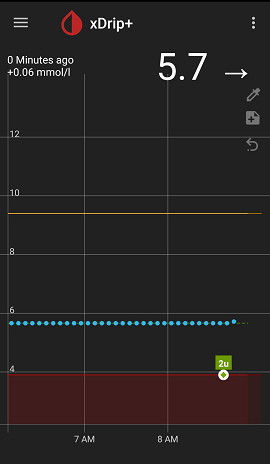 xDrip+
0 Minutes ago
+0.06 mmol/l
5.7 →
12
10
8
6
2u
4
7 AM
8 AM